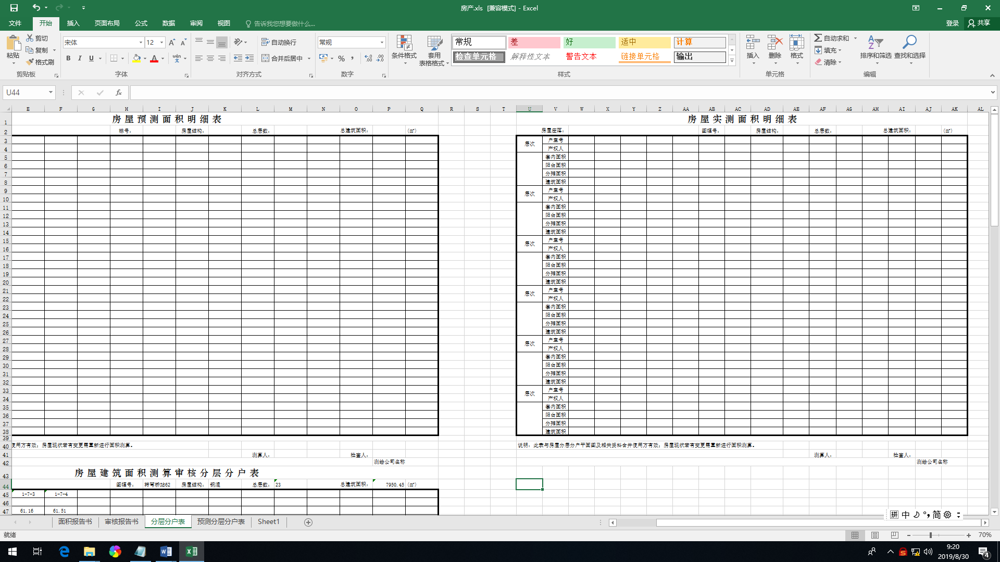 房产.xls [兼容模式] - Excel
文件 开始 插入 页面布局 公式 数据 审阅 视图 告诉我您想要做什么... 登录 共享
粘贴 剪切 复制 格式刷 剪贴板
宋体 12 B I U A 字体
自动换行 合并后居中 对齐方式
常规 % , 数字
条件格式 套用表格格式
常规 差 好 适中 计算
检查单元格 解释性文本 警告文本 链接单元格 输出
样式
插入 删除 格式 单元格
自动求和 填充 清除 排序和筛选 查找和选择 编辑
U44 fx
E F G H I J K L M N O P Q R S T U V W X Y Z AA AB AC AD AE AF AG AH AI AJ AK AL
1 房屋预测面积明细表 房屋实测面积明细表
2 栋号: 房屋结构: 总层数: 总建筑面积: (㎡) 房屋座落: 图幅号: 房屋结构: 总层数: 总建筑面积: (㎡)
3 层次 户室号
4 产权人
5 套内面积
6 阳台面积
7 分摊面积
8 建筑面积
9 层次 户室号
10 产权人
11 套内面积
12 阳台面积
13 分摊面积
14 建筑面积
15 层次 户室号
16 产权人
17 套内面积
18 阳台面积
19 分摊面积
20 建筑面积
21 层次 户室号
22 产权人
23 套内面积
24 阳台面积
25 分摊面积
26 建筑面积
27 层次 户室号
28 产权人
29 套内面积
30 阳台面积
31 分摊面积
32 建筑面积
33 层次 户室号
34 产权人
35 套内面积
36 阳台面积
37 分摊面积
38 建筑面积
39
40 使用方有效; 房屋现状若有变更需重新进行面积测算。 说明: 此表与房屋分层分户平面图及相关资料合并使用方有效; 房屋现状若有变更需重新进行面积测算。
41 测算人: 检查人: 测算人: 检查人:
42 测绘公司名称 测绘公司名称
43 房屋建筑面积测算审核分层分户表
44 图幅号: 转弯桥站62 房屋结构: 钢混 总层数: 23 总建筑面积: 7950.45 (㎡)
45 1-7-3 1-7-4
46
47 61.16 61.51
面积报告书 审核报告书 分层分户表 预测分层分户表 Sheet1
拼 中 简
就绪 70%
9:20
2019/8/30
4